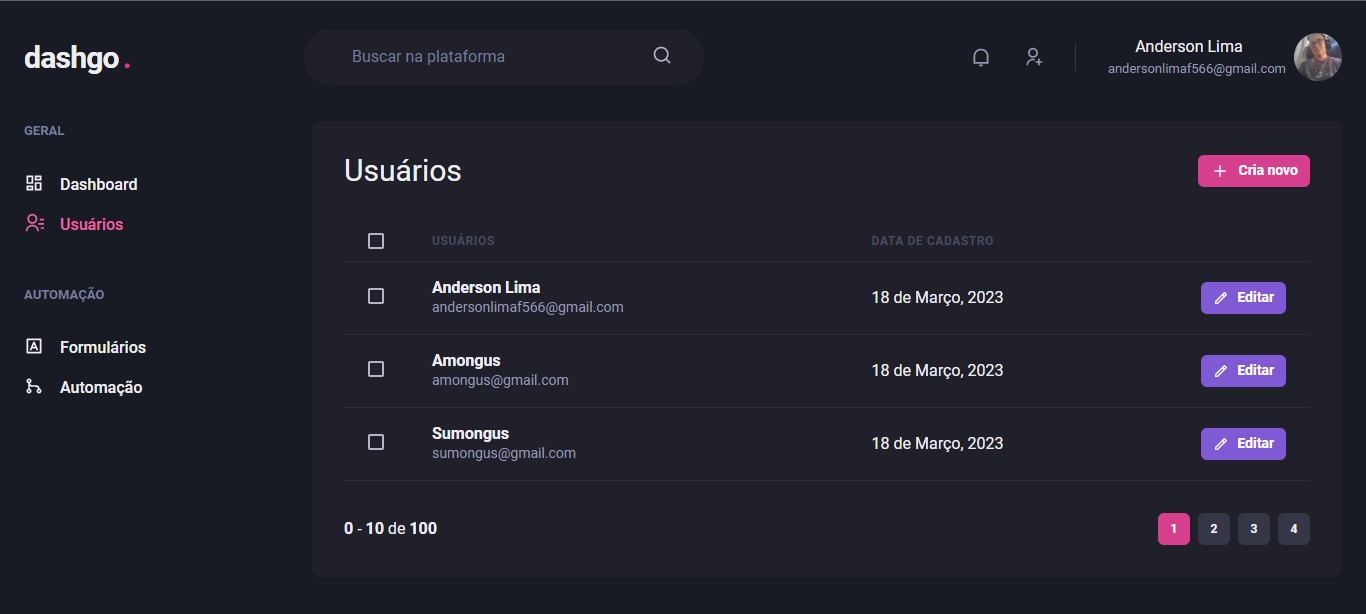 dashgo.
Buscar na plataforma
Anderson Lima
andersonlimaf566@gmail.com
GERAL
Dashboard
Usuários
AUTOMAÇÃO
Formulários
Automação
Usuários
Cria novo
USUÁRIOS DATA DE CADASTRO
Anderson Lima
andersonlimaf566@gmail.com
18 de Março, 2023
Editar
Amongus
amongus@gmail.com
18 de Março, 2023
Editar
Sumongus
sumongus@gmail.com
18 de Março, 2023
Editar
0 - 10 de 100
1 2 3 4